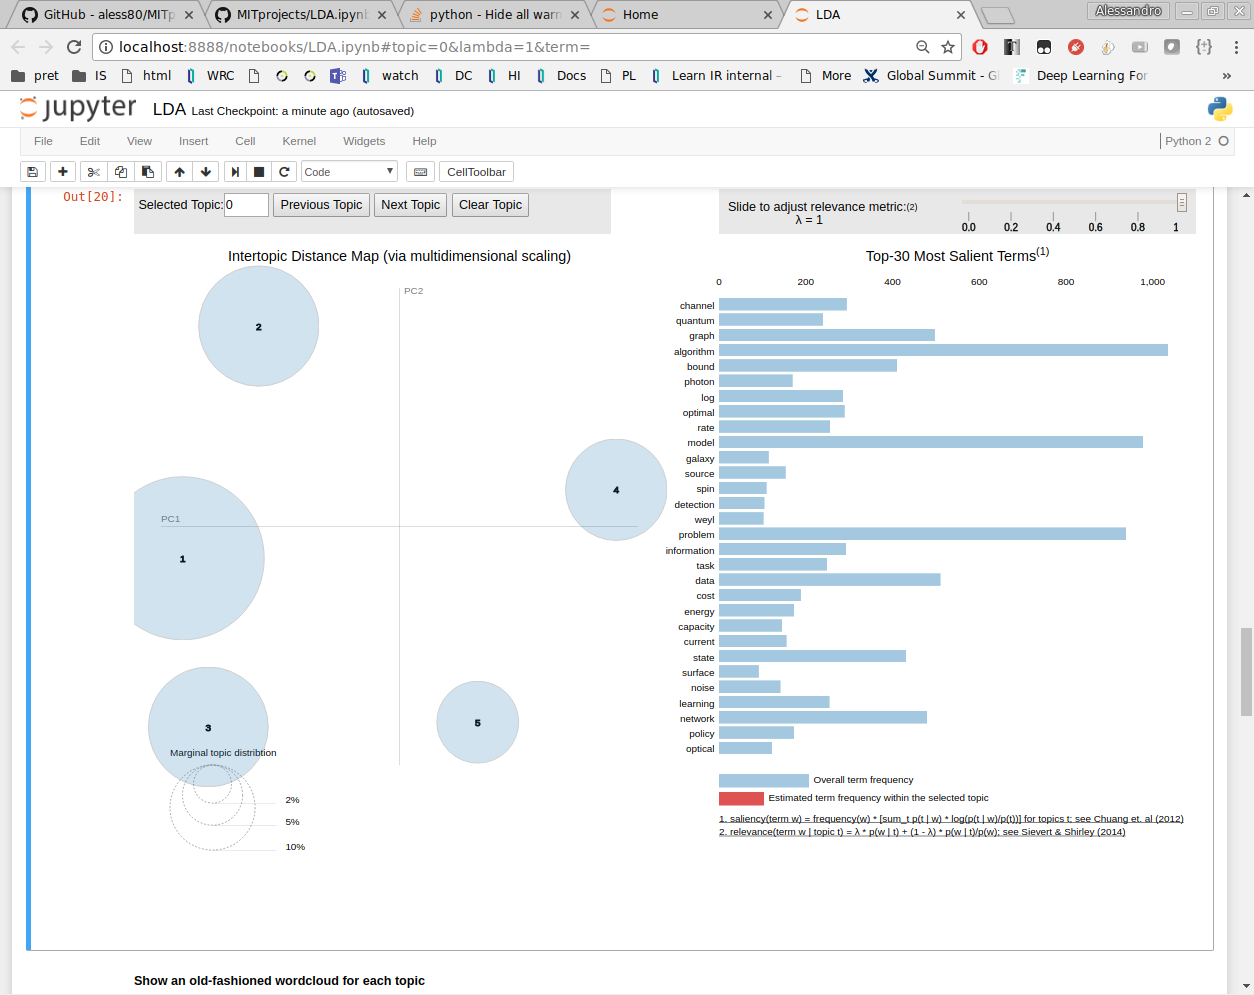 GitHub - aless80/MITp
MITprojects/LDA.ipynb
python - Hide all warn
Home
LDA
Alessandro
localhost:8888/notebooks/LDA.ipynb#topic=0&lambda=1&term=
pret
IS
html
WRC
watch
DC
HI
Docs
PL
Learn IR internal -
More
Global Summit - G
Deep Learning For
»
jupyter
LDA Last Checkpoint: a minute ago (autosaved)
File
Edit
View
Insert
Cell
Kernel
Widgets
Help
Python 2
Code
CellToolbar
Out[20]:
Selected Topic: 0
Previous Topic
Next Topic
Clear Topic
Slide to adjust relevance metric:(2)
λ = 1
0.0 0.2 0.4 0.6 0.8 1
Intertopic Distance Map (via multidimensional scaling)
PC2
2
4
PC1
1
3
5
Marginal topic distribtion
2%
5%
10%
Top-30 Most Salient Terms(1)
0 200 400 600 800 1,000
channel
quantum
graph
algorithm
bound
photon
log
optimal
rate
model
galaxy
source
spin
detection
weyl
problem
information
task
data
cost
energy
capacity
current
state
surface
noise
learning
network
policy
optical
Overall term frequency
Estimated term frequency within the selected topic
1. saliency(term w) = frequency(w) * [sum_t p(t | w) * log(p(t | w)/p(t))] for topics t; see Chuang et. al (2012)
2. relevance(term w | topic t) = λ * p(w | t) + (1 - λ) * p(w | t)/p(w); see Sievert & Shirley (2014)
Show an old-fashioned wordcloud for each topic